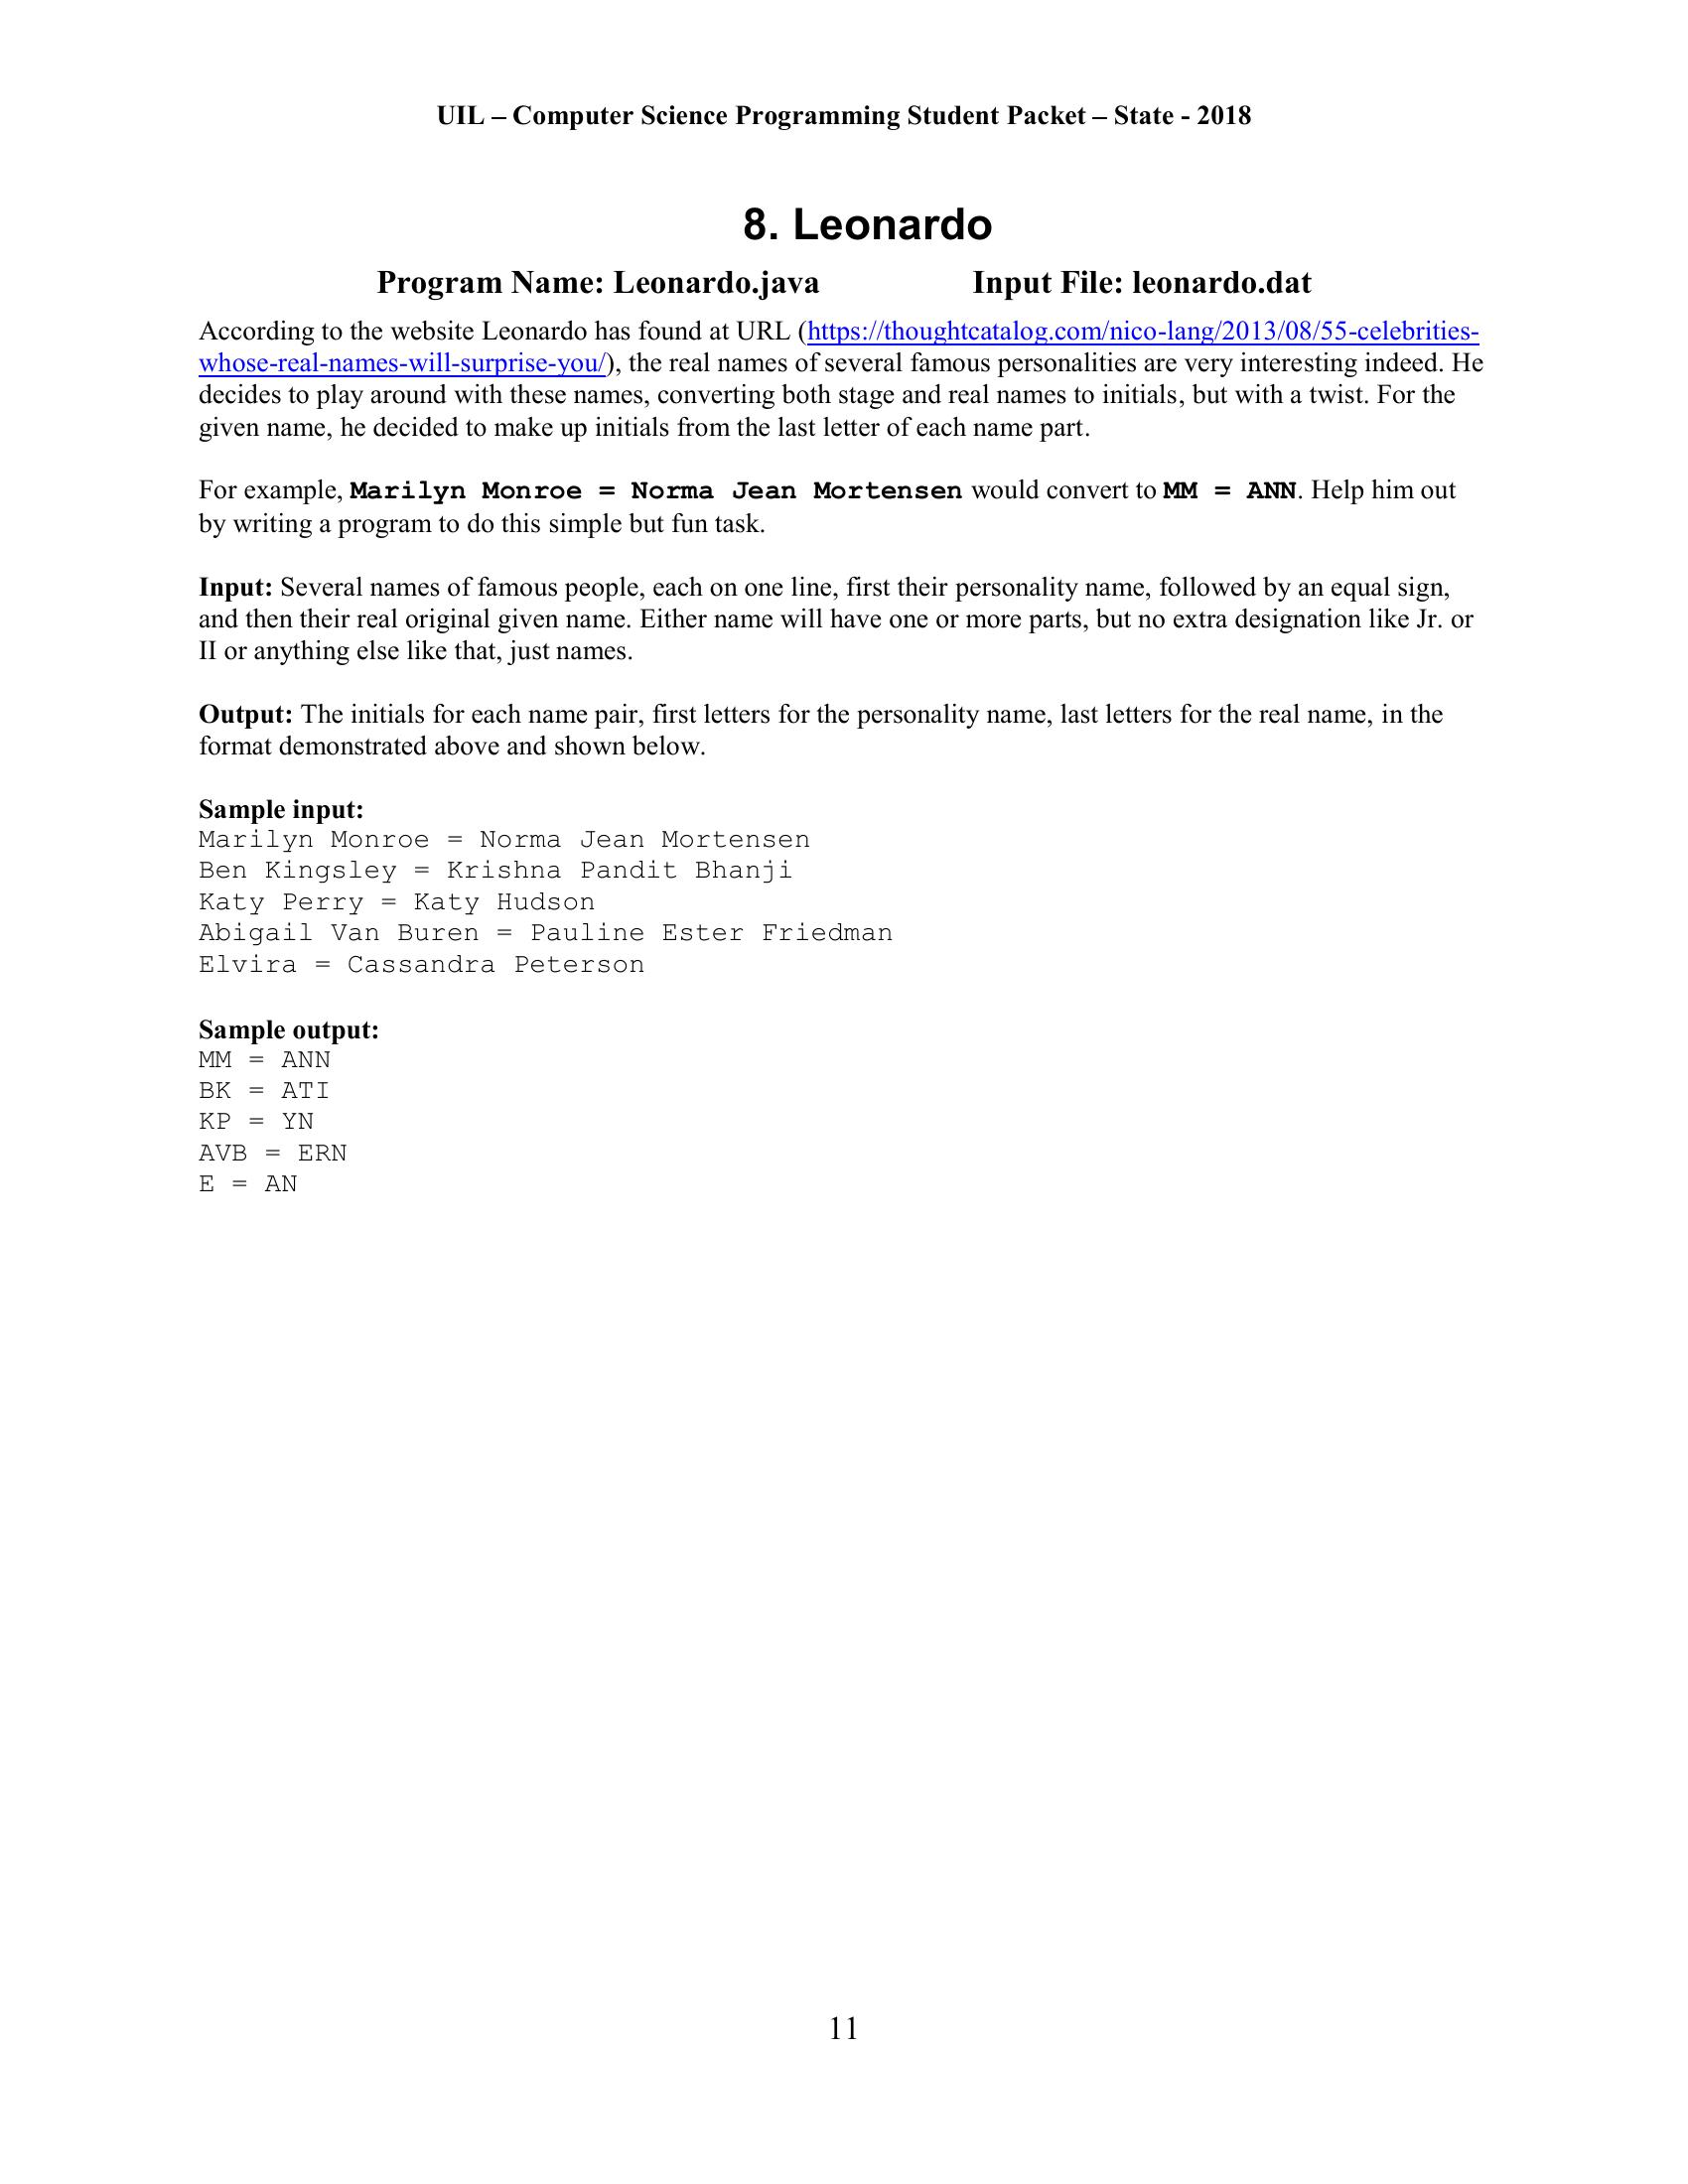 UIL – Computer Science Programming Student Packet – State - 2018
8. Leonardo
Program Name: Leonardo.java Input File: leonardo.dat
According to the website Leonardo has found at URL (https://thoughtcatalog.com/nico-lang/2013/08/55-celebrities-
whose-real-names-will-surprise-you/), the real names of several famous personalities are very interesting indeed. He
decides to play around with these names, converting both stage and real names to initials, but with a twist. For the
given name, he decided to make up initials from the last letter of each name part.
For example, Marilyn Monroe = Norma Jean Mortensen would convert to MM = ANN. Help him out
by writing a program to do this simple but fun task.
Input: Several names of famous people, each on one line, first their personality name, followed by an equal sign,
and then their real original given name. Either name will have one or more parts, but no extra designation like Jr. or
II or anything else like that, just names.
Output: The initials for each name pair, first letters for the personality name, last letters for the real name, in the
format demonstrated above and shown below.
Sample input:
Marilyn Monroe = Norma Jean Mortensen
Ben Kingsley = Krishna Pandit Bhanji
Katy Perry = Katy Hudson
Abigail Van Buren = Pauline Ester Friedman
Elvira = Cassandra Peterson
Sample output:
MM = ANN
BK = ATI
KP = YN
AVB = ERN
E = AN
11